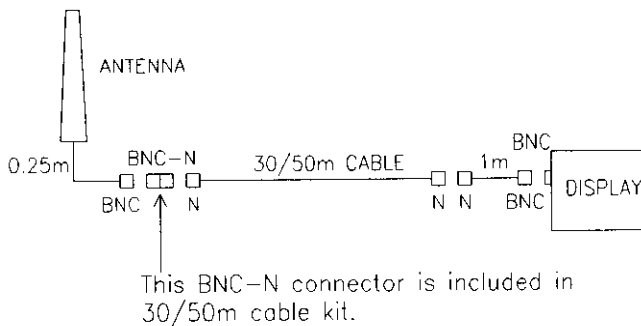 ANTENNA
0.25m
BNC-N
30/50m CABLE
1m
BNC
BNC
N
N
N
BNC
DISPLAY
This BNC-N connector is included in
30/50m cable kit.